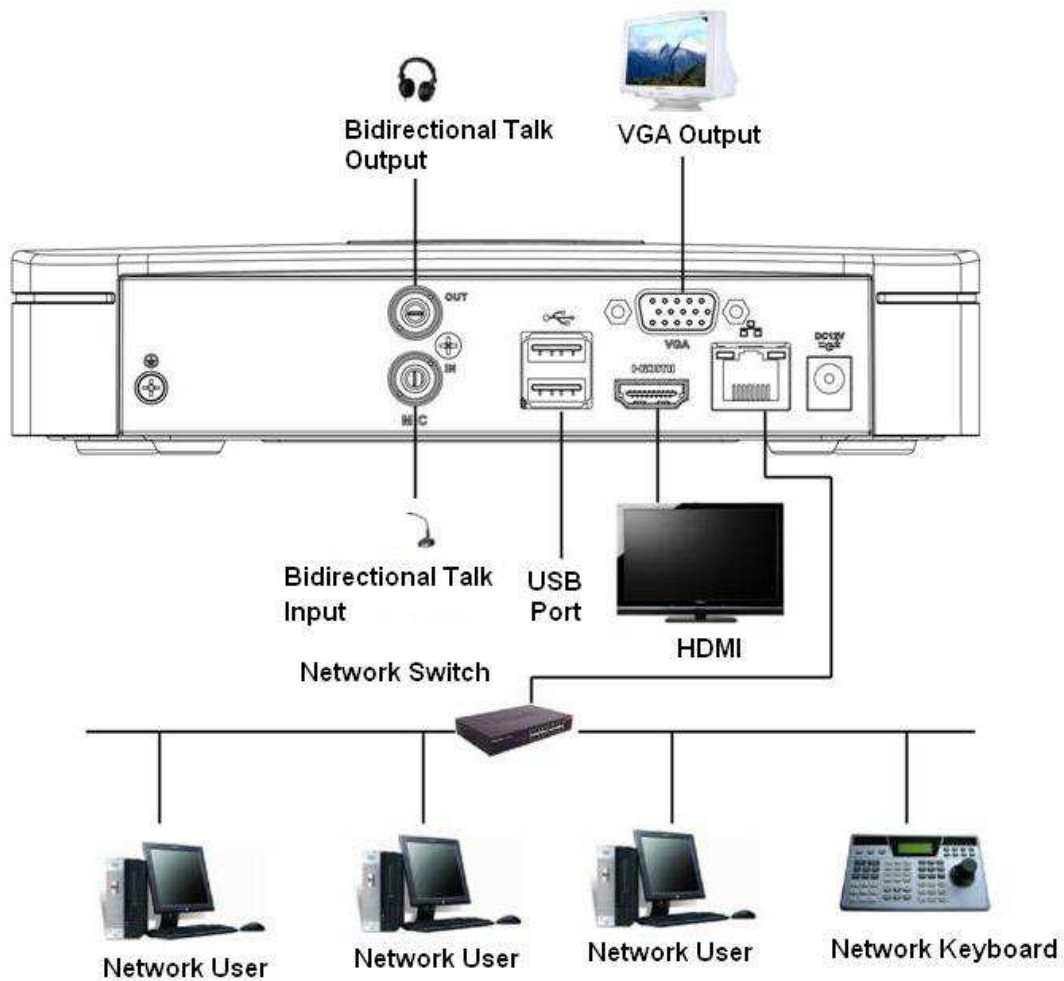 Bidirectional Talk
Output
VGA Output
OUT
IN
MIC
VGA
HDMI
DC12V
Bidirectional Talk
Input
USB
Port
HDMI
Network Switch
Network User
Network User
Network User
Network Keyboard